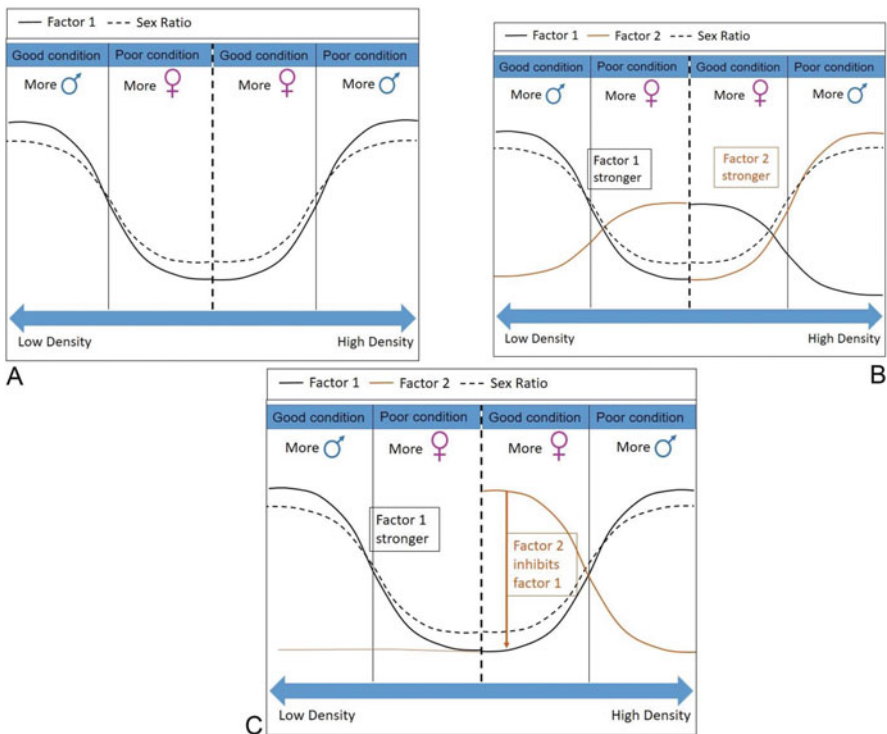 Factor 1 Sex Ratio
Good condition Poor condition Good condition Poor condition
More More More More
Low Density High Density
A
Factor 1 Factor 2 Sex Ratio
Good condition Poor condition Good condition Poor condition
More More More More
Factor 1
stronger
Factor 2
stronger
Low Density High Density
B
Factor 1 Factor 2 Sex Ratio
Good condition Poor condition Good condition Poor condition
More More More More
Factor 1
stronger
Factor 2
inhibits
factor 1
Low Density High Density
C